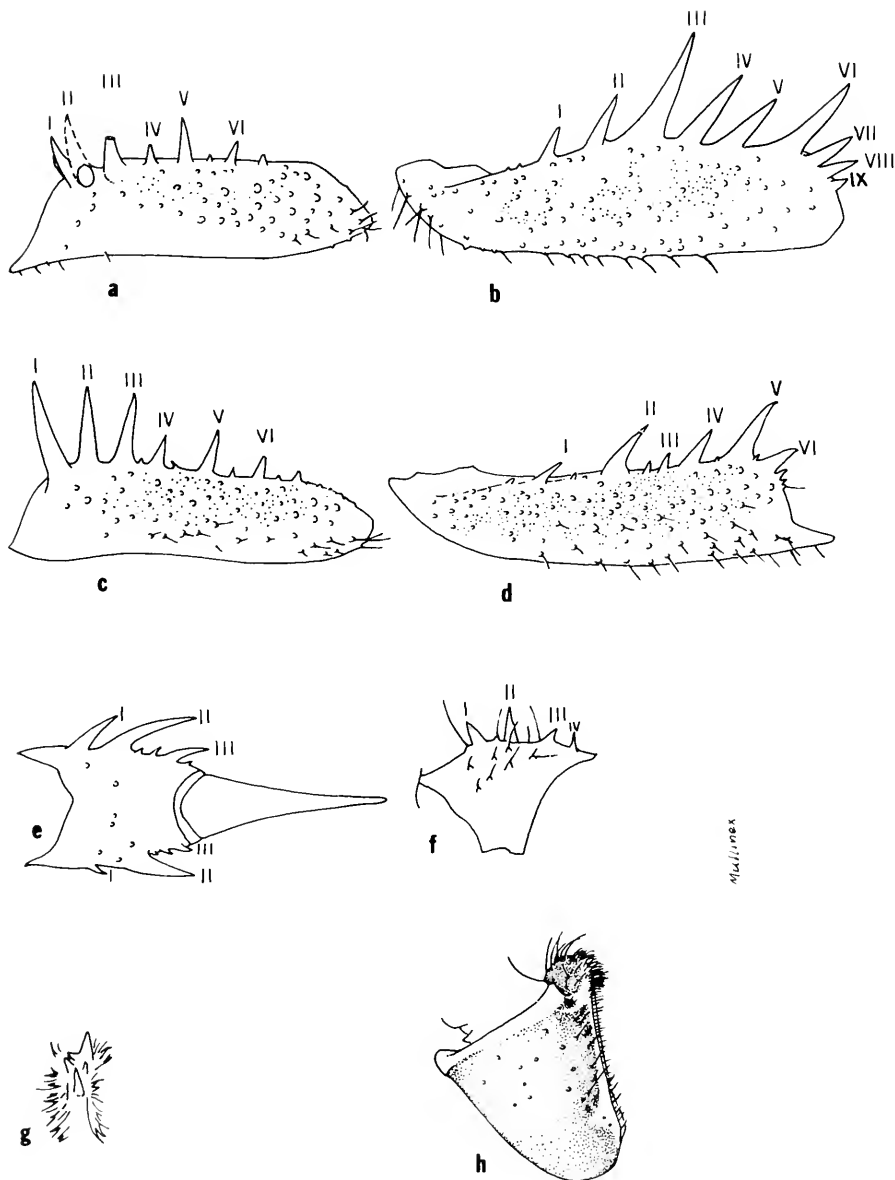 I II III IV V VI
a
I II III IV V VI VII VIII IX
b
I II III IV V VI
c
I II III IV V VI
d
I II III
III
I II
e
I II III IV
f
Mullinex
g
h